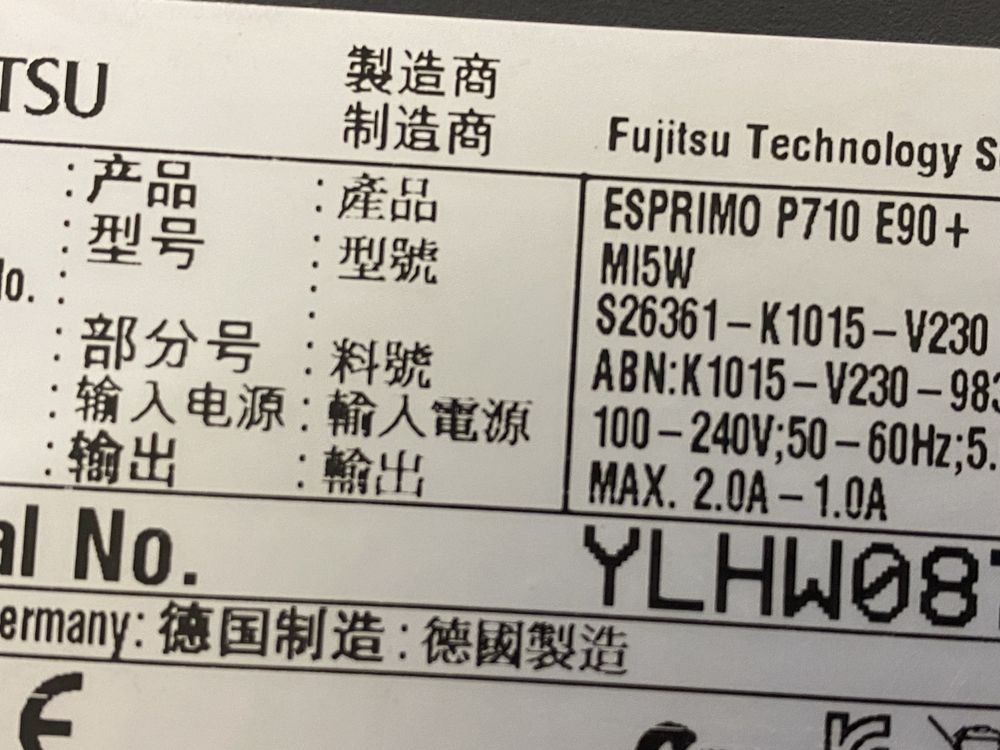 TSU 製造商
制造商 Fujitsu Technology S
: 产品 : 產品 ESPRIMO P710 E90+
: 型号 : 型號 MI5W
No. : : S26361-K1015-V230
: 部分号 : 料號 ABN:K1015-V230-983
: 输入电源 : 輸入電源 100-240V;50-60Hz;5.
: 输出 : 輸出 MAX. 2.0A-1.0A
al No. YLHW08
ermany: 德国制造 : 德國製造
CE